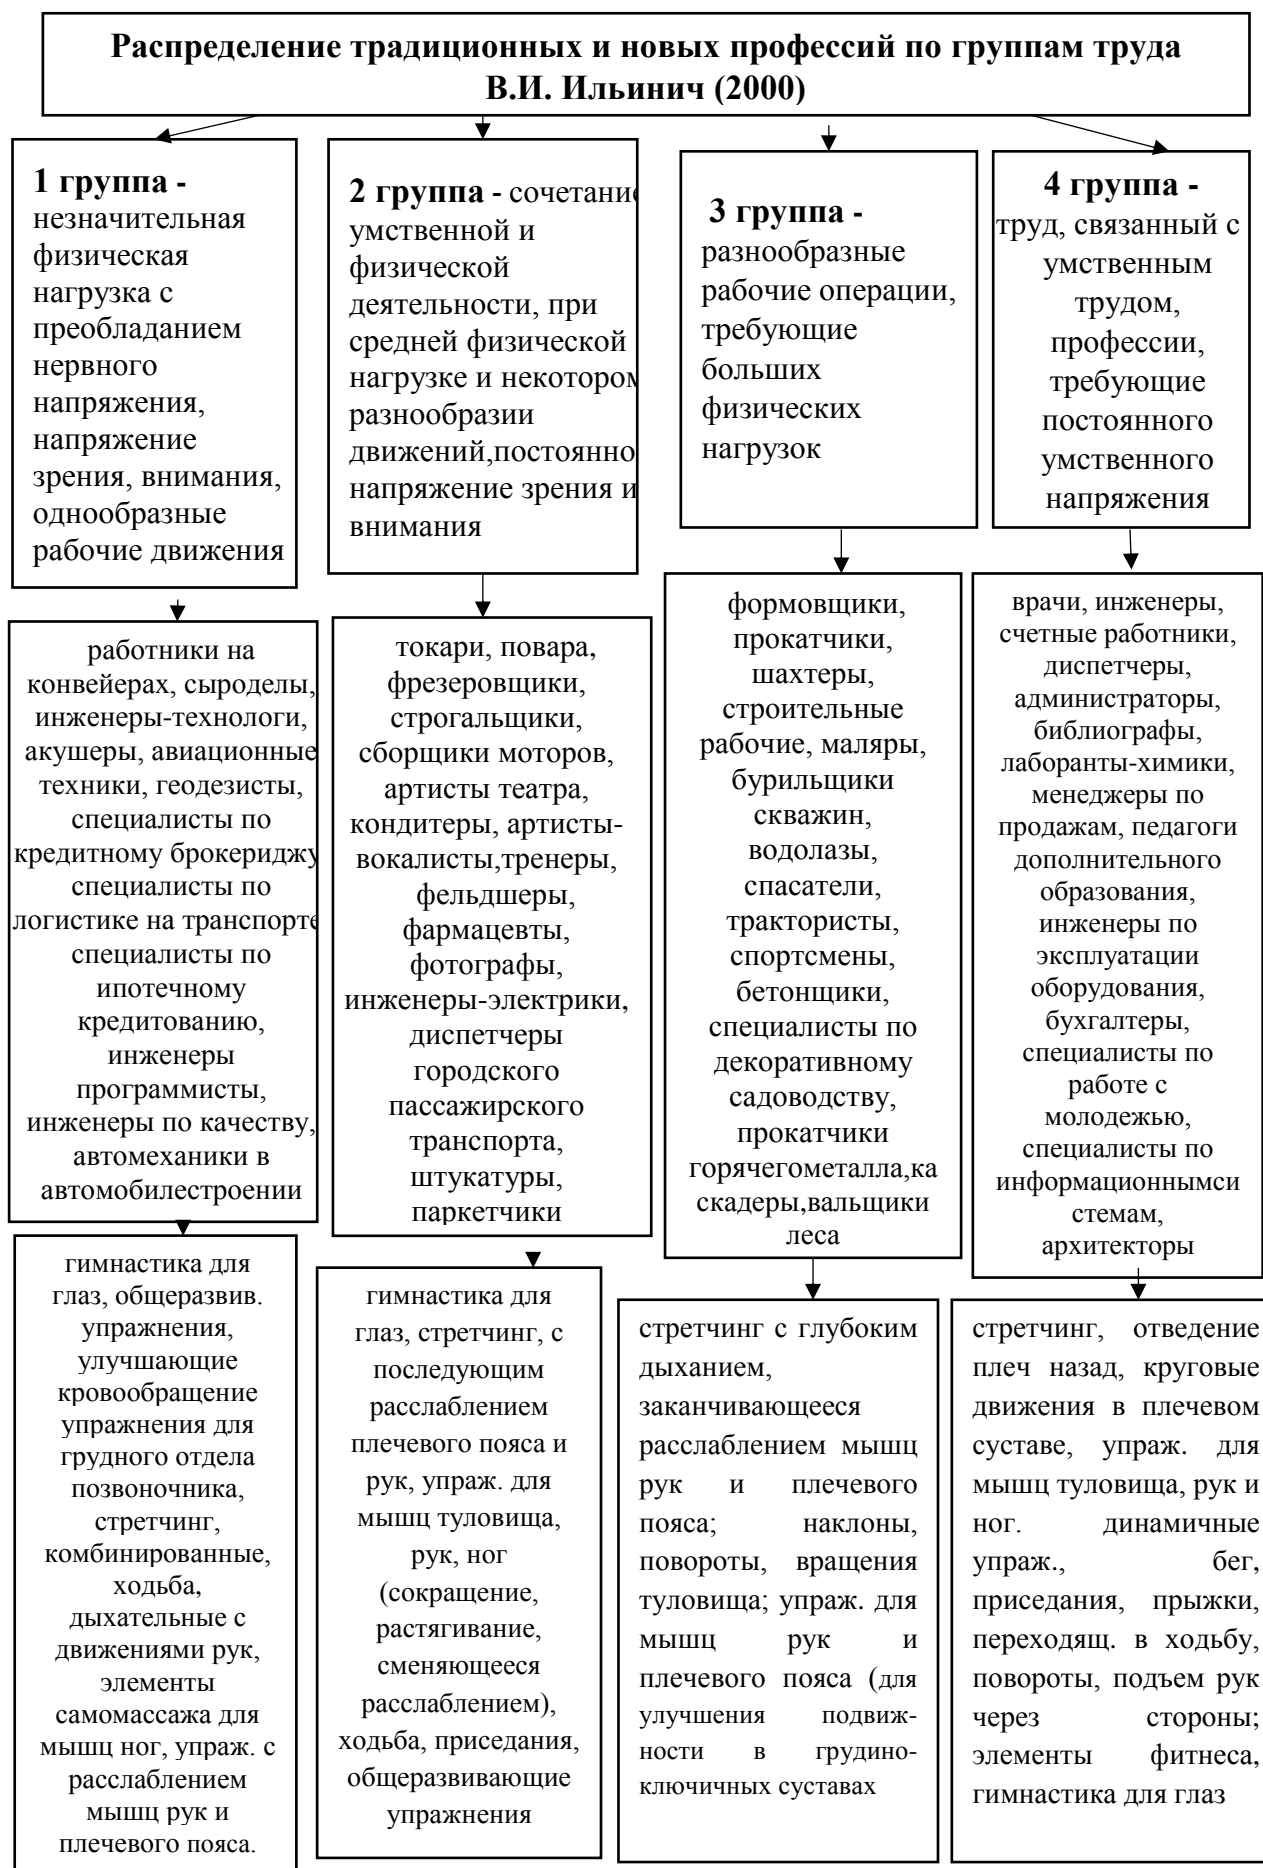 Распределение традиционных и новых профессий по группам труда
В.И. Ильинич (2000)
1 группа -
незначительная
физическая
нагрузка с
преобладанием
нервного
напряжения,
напряжение
зрения, внимания,
однообразные
рабочие движения
2 группа - сочетание
умственной и
физической
деятельности, при
средней физической
нагрузке и некотором
разнообразии
движений,постоянно
напряжение зрения и
внимания
3 группа -
разнообразные
рабочие операции,
требующие
больших
физических
нагрузок
4 группа -
труд, связанный с
умственным
трудом,
профессии,
требующие
постоянного
умственного
напряжения
работники на
конвейерах, сыроделы,
инженеры-технологи,
акушеры, авиационные
техники, геодезисты,
специалисты по
кредитному брокериджу
специалисты по
логистике на транспорте
специалисты по
ипотечному
кредитованию,
инженеры
программисты,
инженеры по качеству,
автомеханики в
автомобилестроении
токари, повара,
фрезеровщики,
строгальщики,
сборщики моторов,
артисты театра,
кондитеры, артисты-
вокалисты,тренеры,
фельдшеры,
фармацевты,
фотографы,
инженеры-электрики,
диспетчеры
городского
пассажирского
транспорта,
штукатуры,
паркетчики
формовщики,
прокатчики,
шахтеры,
строительные
рабочие, маляры,
бурильщики
скважин,
водолазы,
спасатели,
трактористы,
спортсмены,
бетонщики,
специалисты по
декоративному
садоводству,
прокатчики
горячегометалла,ка
скадеры,вальщики
леса
врачи, инженеры,
счетные работники,
диспетчеры,
администраторы,
библиографы,
лаборанты-химики,
менеджеры по
продажам, педагоги
дополнительного
образования,
инженеры по
эксплуатации
оборудования,
бухгалтеры,
специалисты по
работе с
молодежью,
специалисты по
информационнымси
стемам,
архитекторы
гимнастика для
глаз, общеразвив.
упражнения,
улучшающие
кровообращение
упражнения для
грудного отдела
позвоночника,
стретчинг,
комбинированные,
ходьба,
дыхательные с
движениями рук,
элементы
самомассажа для
мышц ног, упраж. с
расслаблением
мышц рук и
плечевого пояса.
гимнастика для
глаз, стретчинг, с
последующим
расслаблением
плечевого пояса и
рук, упраж. для
мышц туловища,
рук, ног
(сокращение,
растягивание,
сменяющееся
расслаблением),
ходьба, приседания,
общеразвивающие
упражнения
стретчинг с глубоким
дыханием,
заканчивающееся
расслаблением мышц
рук и плечевого
пояса; наклоны,
повороты, вращения
туловища; упраж. для
мышц рук и
плечевого пояса (для
улучшения подвиж-
ности в грудино-
ключичных суставах
стретчинг, отведение
плеч назад, круговые
движения в плечевом
суставе, упраж. для
мышц туловища, рук и
ног. динамичные
упраж., бег,
приседания, прыжки,
переходящ. в ходьбу,
повороты, подъем рук
через стороны;
элементы фитнеса,
гимнастика для глаз